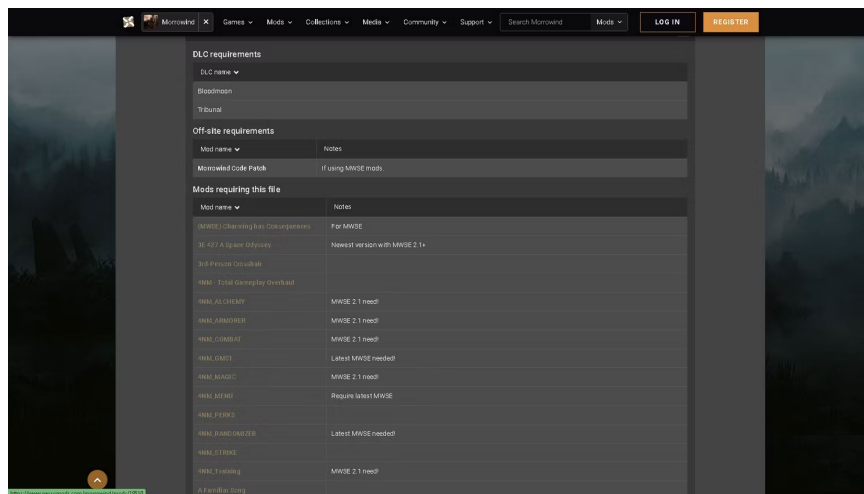 Morrowind
Games
Mods
Collections
Media
Community
Support
Search Morrowind
Mods
LOG IN
REGISTER
DLC requirements
DLC name
Bloodmoon
Tribunal
Off-site requirements
Mod name Notes
Morrowind Code Patch If using MWSE mods.
Mods requiring this file
Mod name Notes
(MWSE) Charming has Consequences For MWSE
3E 427 A Space Odyssey Newest version with MWSE 2.1+
3rd Person Crosshair
4NM - Total Gameplay Overhaul
4NM_ALCHEMY MWSE 2.1 need!
4NM_ARMORER MWSE 2.1 need!
4NM_COMBAT MWSE 2.1 need!
4NM_GMST Latest MWSE needed!
4NM_MAGIC MWSE 2.1 need!
4NM_MENU Require latest MWSE
4NM_PERKS
4NM_RANDOMIZER Latest MWSE needed!
4NM_STRIKE
4NM_Training MWSE 2.1 need!
A Familiar Song